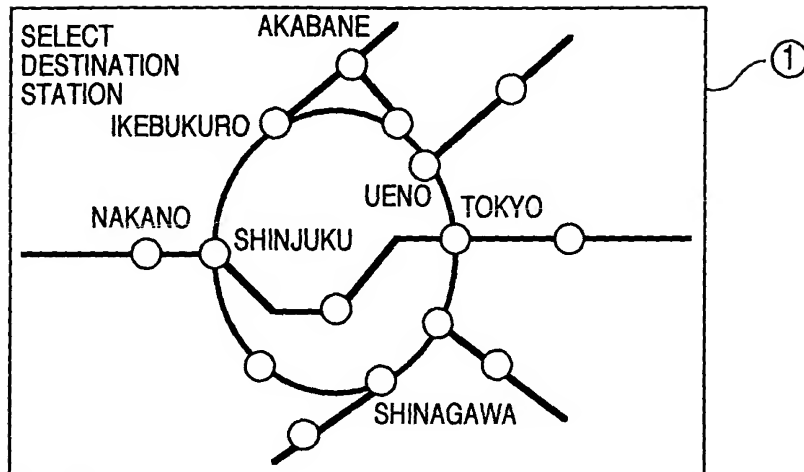 SELECT
DESTINATION
STATION
AKABANE
①
IKEBUKURO
UENO
TOKYO
NAKANO
SHINJUKU
SHINAGAWA